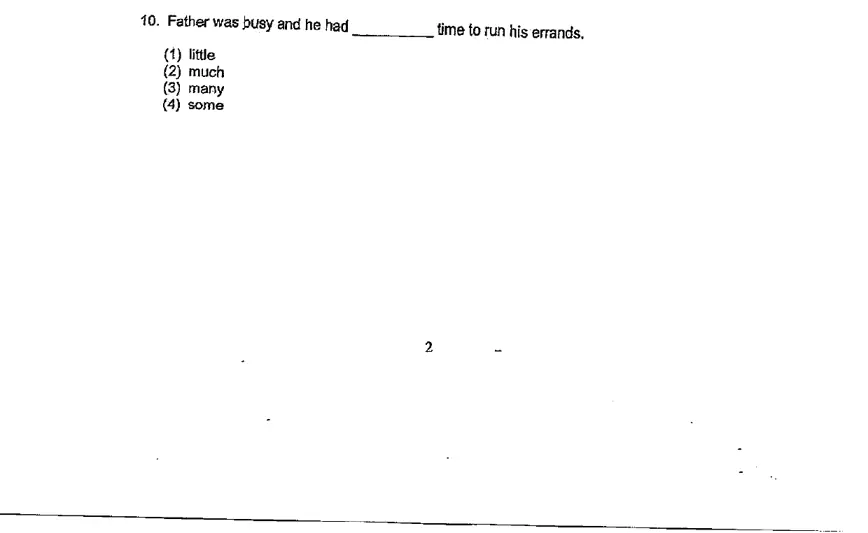 10. Father was busy and he had _________ time to run his errands.
(1) little
(2) much
(3) many
(4) some
2